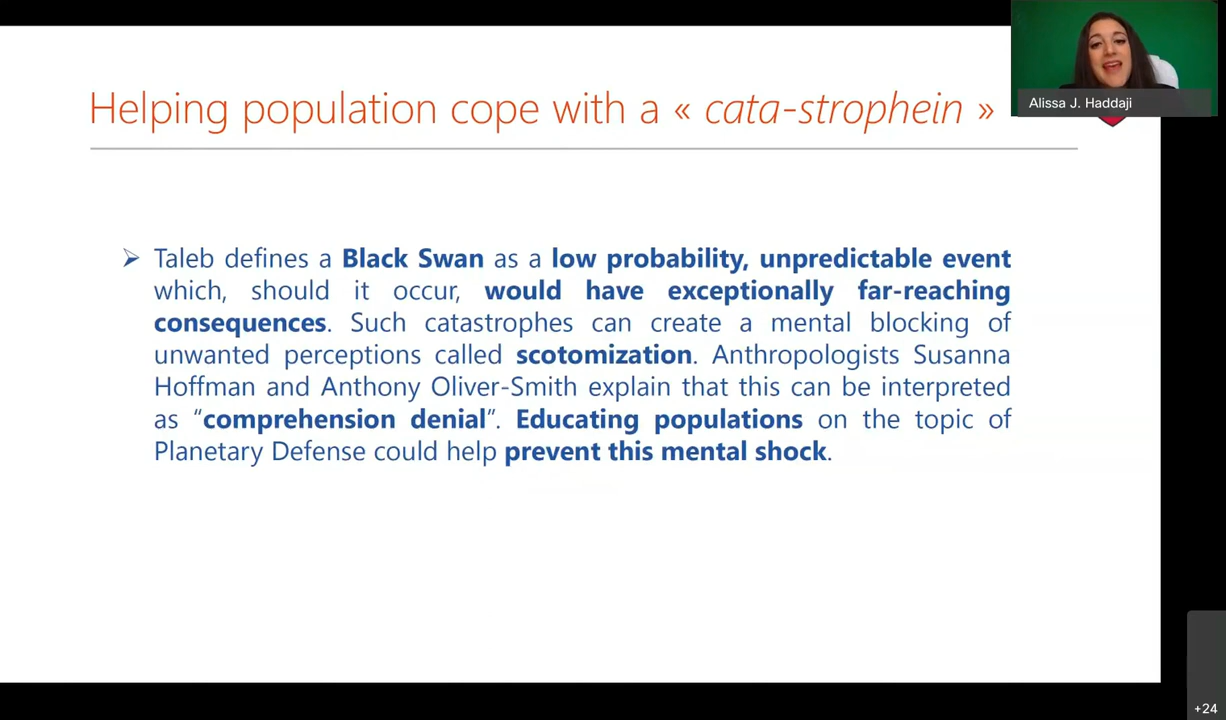 Alissa J. Haddaji
Helping population cope with a « cata-strophein »
➢ Taleb defines a Black Swan as a low probability, unpredictable event
which, should it occur, would have exceptionally far-reaching
consequences. Such catastrophes can create a mental blocking of
unwanted perceptions called scotomization. Anthropologists Susanna
Hoffman and Anthony Oliver-Smith explain that this can be interpreted
as “comprehension denial”. Educating populations on the topic of
Planetary Defense could help prevent this mental shock.
+24